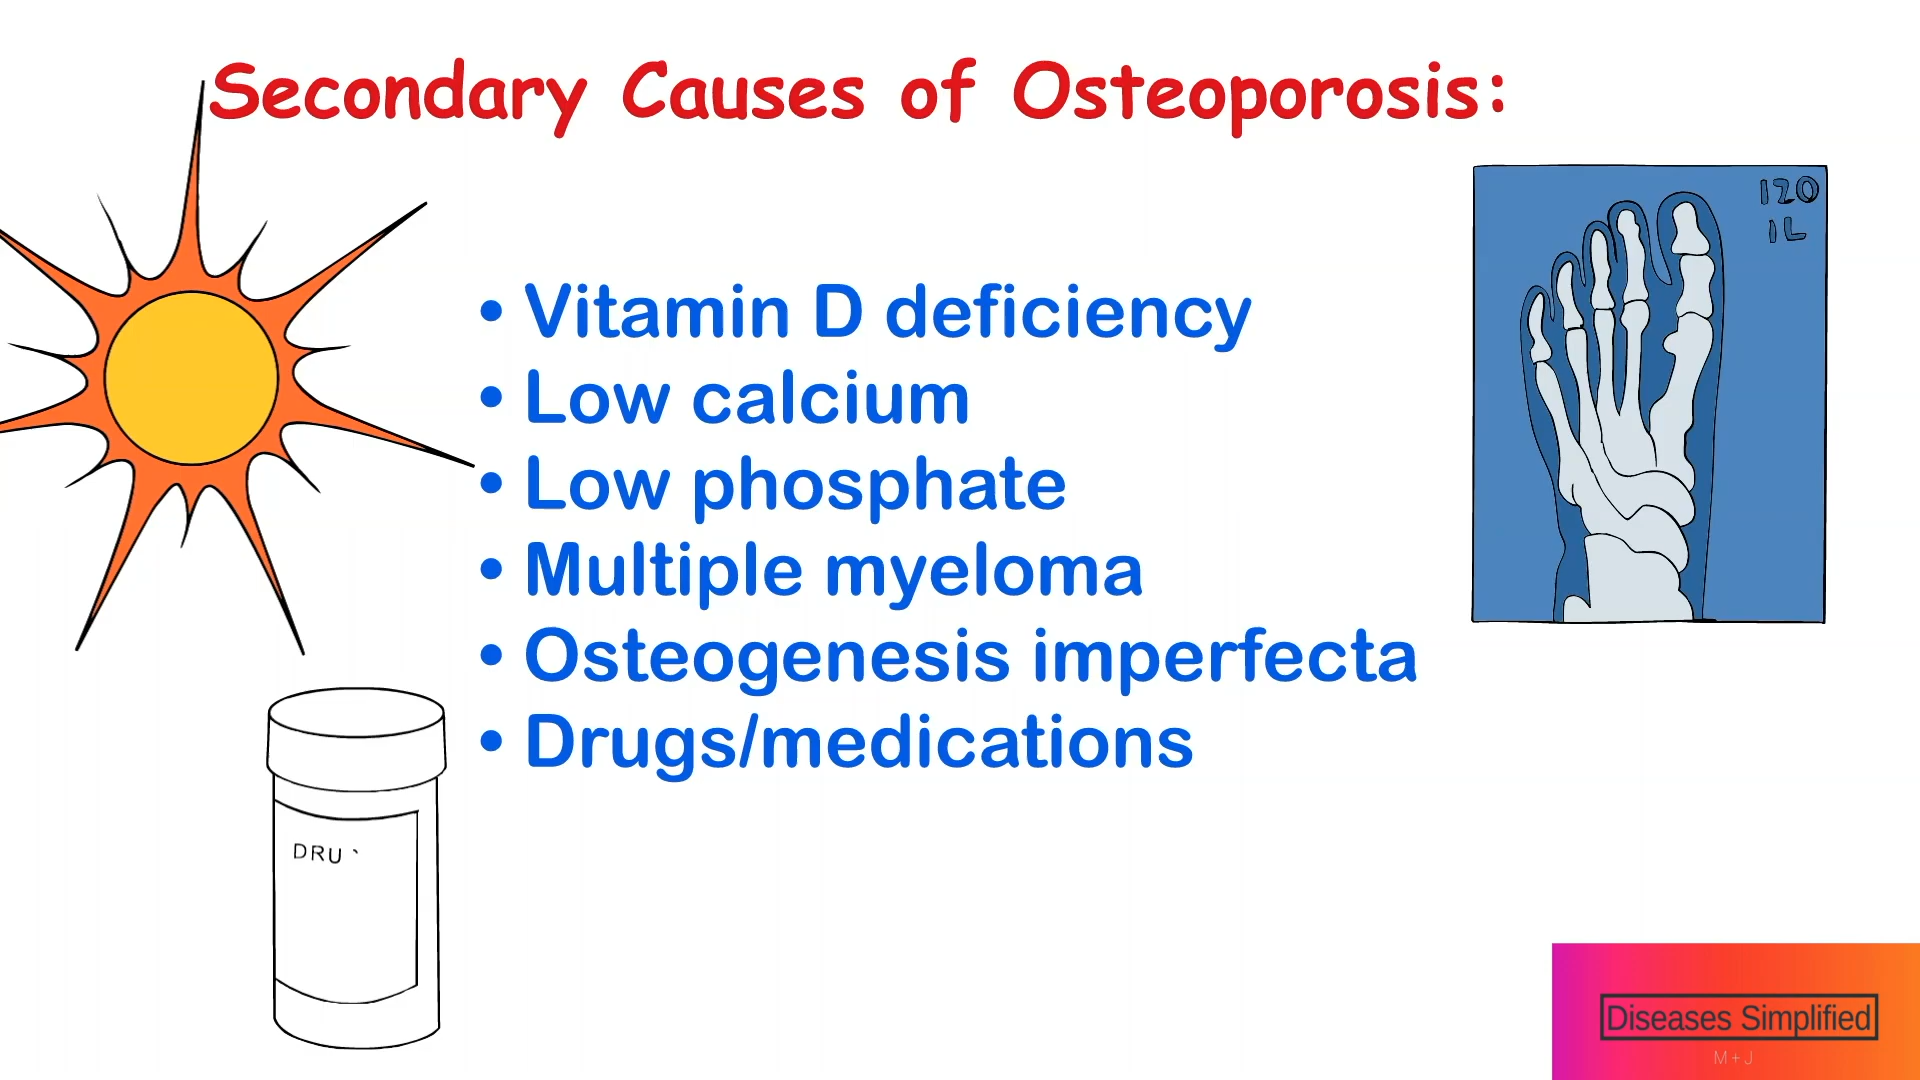 Secondary Causes of Osteoporosis:
120
1L
• Vitamin D deficiency
• Low calcium
• Low phosphate
• Multiple myeloma
• Osteogenesis imperfecta
• Drugs/medications
DRU
Diseases Simplified
M+J